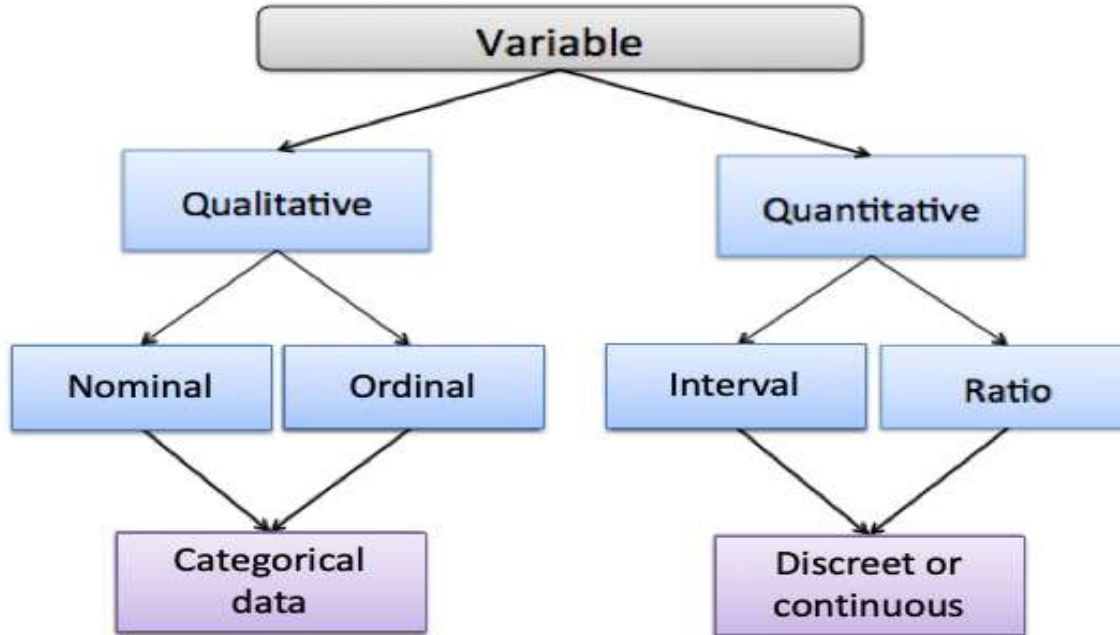 Variable
Qualitative
Quantitative
Nominal
Ordinal
Interval
Ratio
Categorical
data
Discreet or
continuous